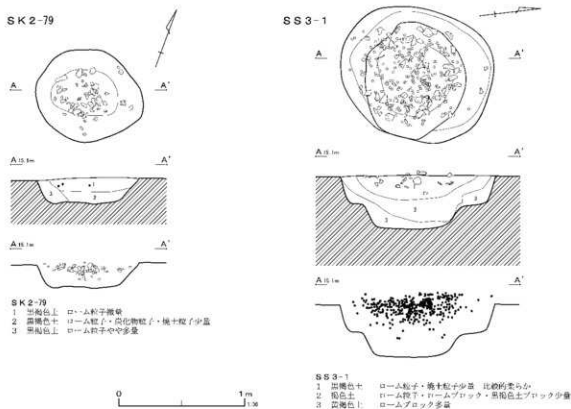 SK2-79
A A'
A 15.9m A'
A 15.1m A'
SK2-79
1 黒褐色土 ローム粒子微量
2 黒褐色土 ローム粒子・炭化物粒子・焼土粒子少量
3 黒褐色土 ローム粒子やや多量
0 1m
1:30
SS3-1
A A'
A 15.1m A'
A 15.1m A'
SS3-1
1 黒褐色土 ローム粒子・焼土粒子少量 比較的柔らか
2 褐色土 ローム粒子・ロームブロック・黒褐色土ブロック少量
3 黄褐色土 ロームブロック多量